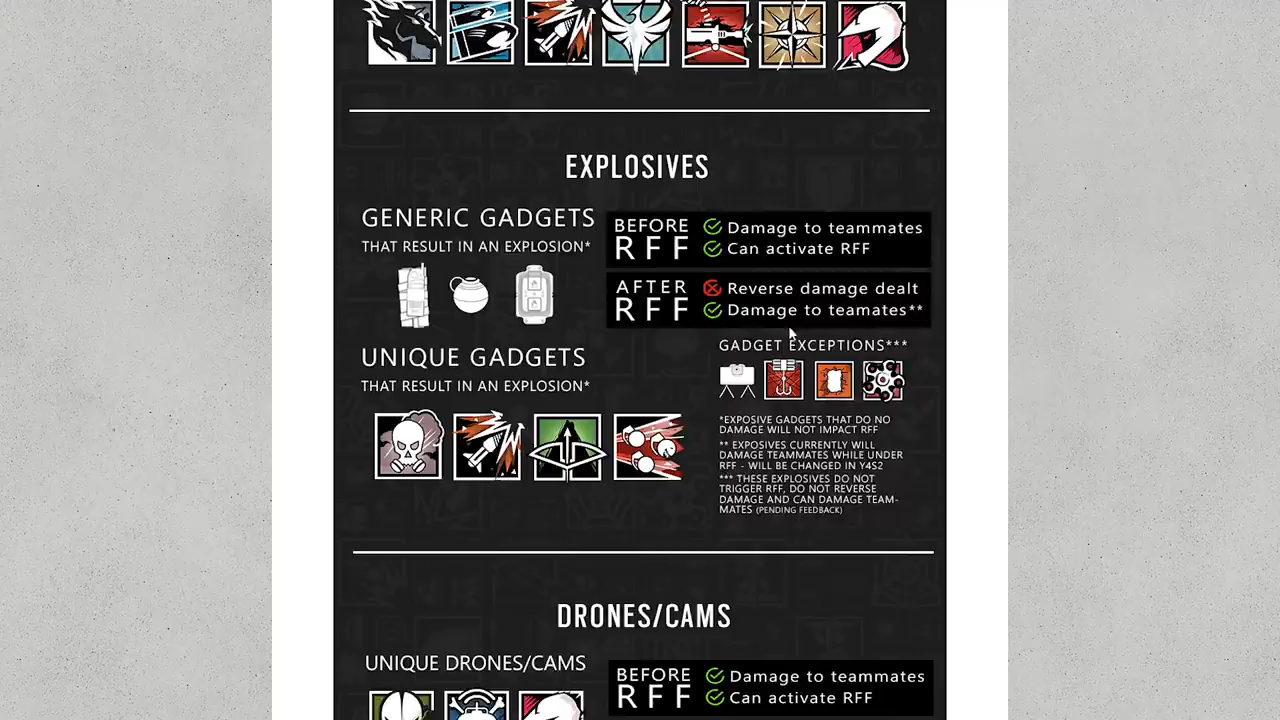 EXPLOSIVES
GENERIC GADGETS
THAT RESULT IN AN EXPLOSION*
BEFORE
RFF
Damage to teammates
Can activate RFF
AFTER
RFF
Reverse damage dealt
Damage to teamates**
UNIQUE GADGETS
THAT RESULT IN AN EXPLOSION*
GADGET EXCEPTIONS***
*EXPOSIVE GADGETS THAT DO NO
DAMAGE WILL NOT IMPACT RFF
** EXPOSIVES CURRENTLY WILL
DAMAGE TEAMMATES WHILE UNDER
RFF - WILL BE CHANGED IN Y4S2
*** THESE EXPLOSIVES DO NOT
TRIGGER RFF, DO NOT REVERSE
DAMAGE AND CAN DAMAGE TEAM-
MATES (PENDING FEEDBACK)
DRONES/CAMS
UNIQUE DRONES/CAMS
BEFORE
RFF
Damage to teammates
Can activate RFF